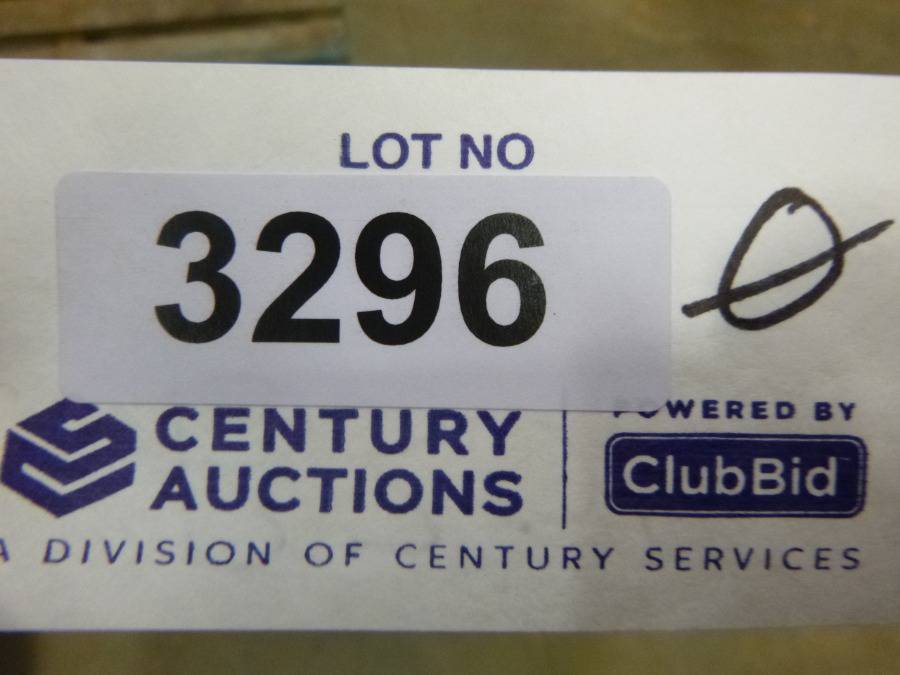 LOT NO
3296 Ø
CENTURY
AUCTIONS
POWERED BY
ClubBid
A DIVISION OF CENTURY SERVICES